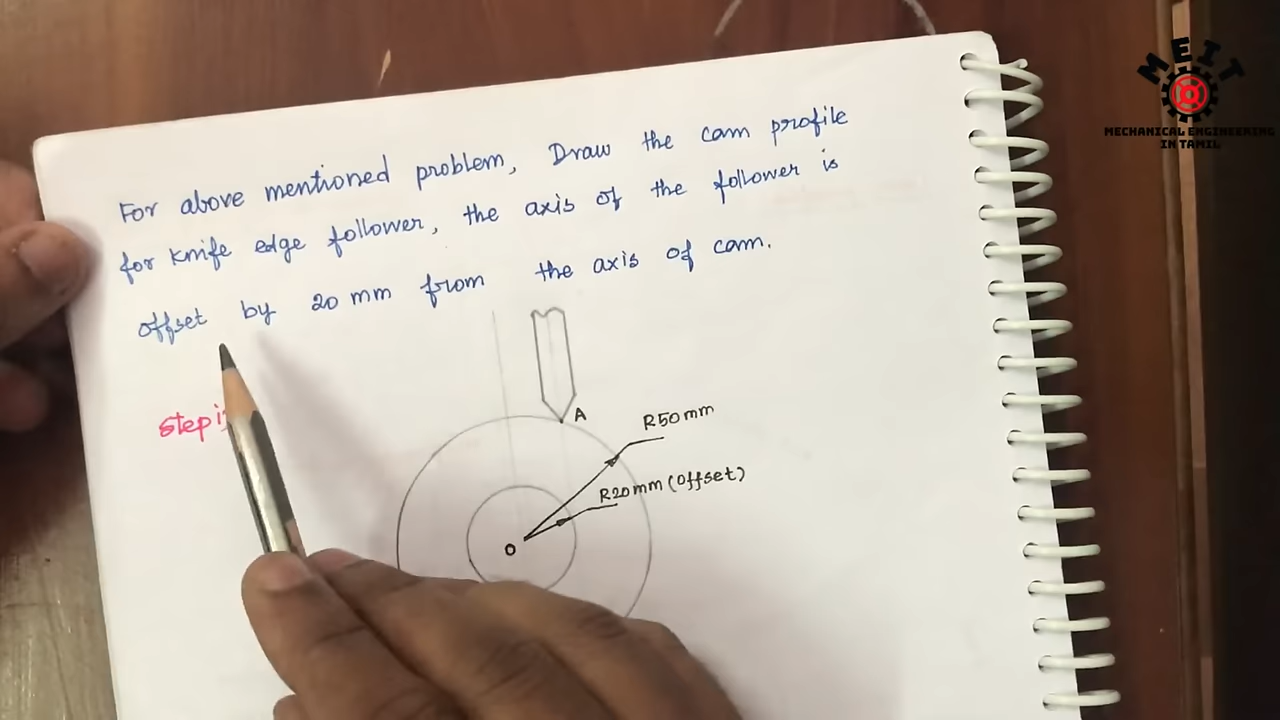 For above mentioned problem, Draw the cam profile
for knife edge follower, the axis of the follower is
offset by 20 mm from the axis of cam.
Step
A
R50mm
R20mm (offset)
O
MEIT
MECHANICAL ENGINEERING
IN TAMIL